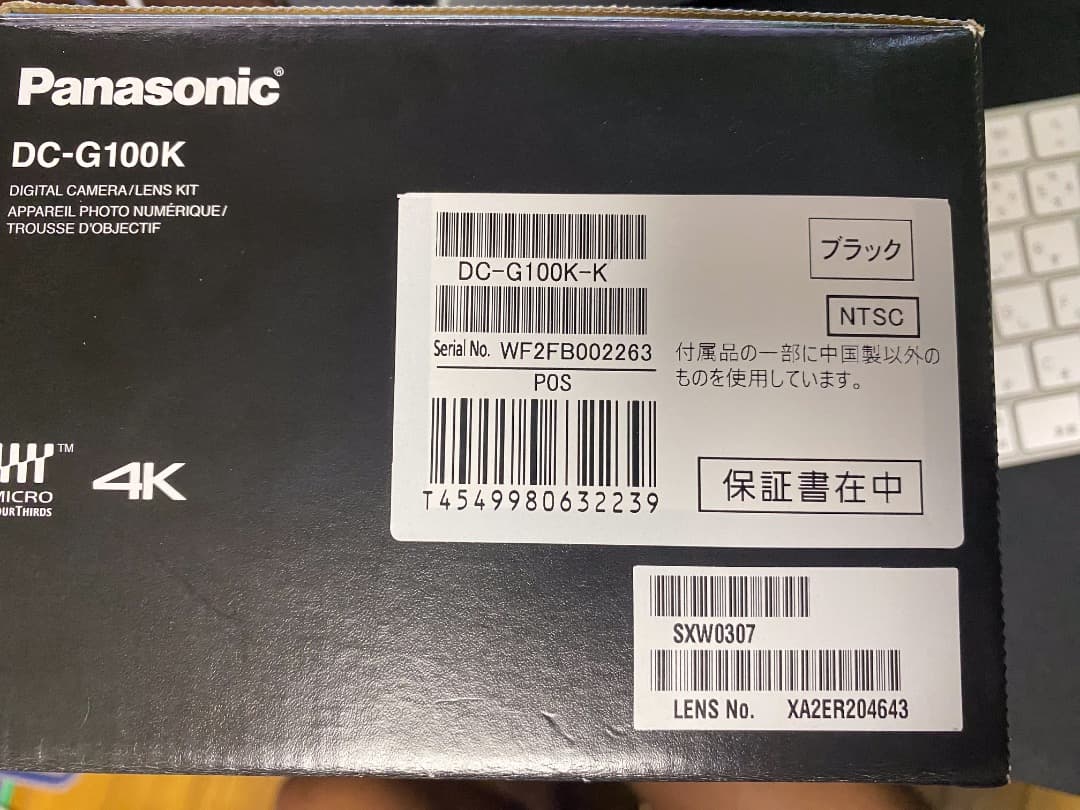 Panasonic®
DC-G100K
DIGITAL CAMERA/LENS KIT
APPAREIL PHOTO NUMÉRIQUE/
TROUSSE D'OBJECTIF
DC-G100K-K
Serial No. WF2FB002263
POS
T4549980632239
ブラック
NTSC
付属品の一部に中国製以外の
ものを使用しています。
保証書在中
TM
MICRO
OURTHIRDS
4K
SXW0307
LENS No. XA2ER204643